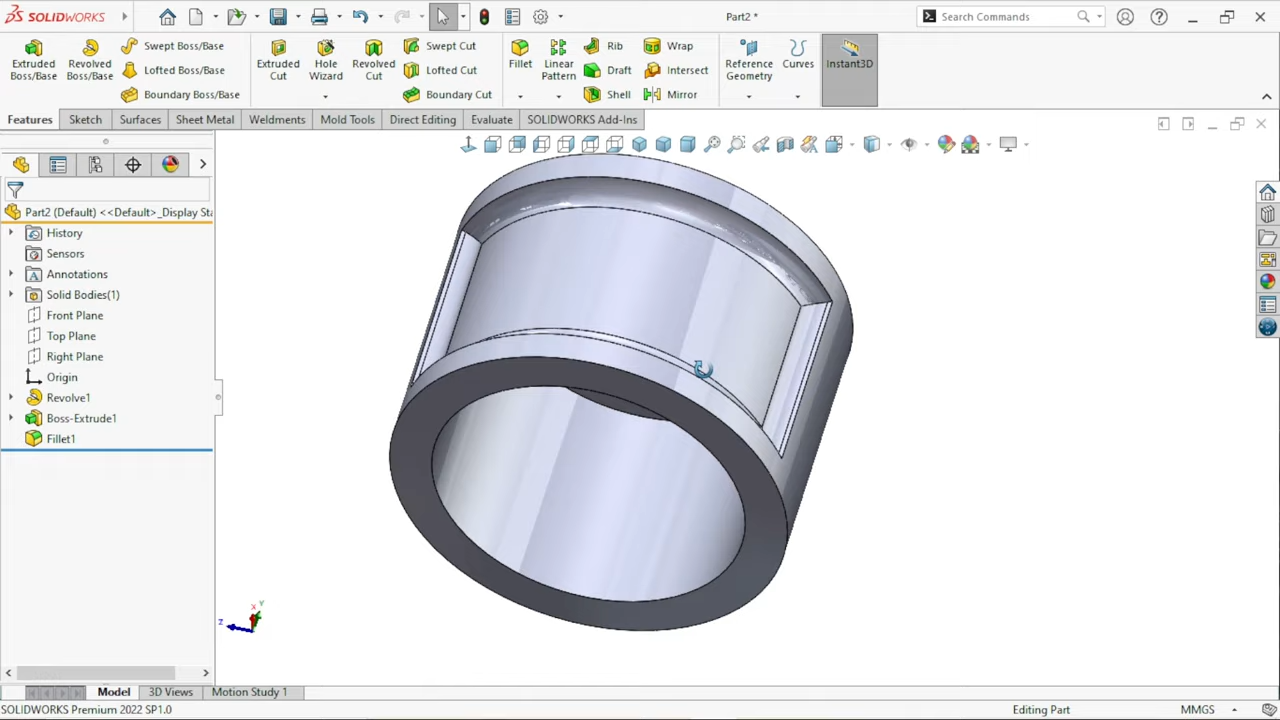 SOLIDWORKS
Part2 *
Search Commands
Extruded Boss/Base
Revolved Boss/Base
Swept Boss/Base
Lofted Boss/Base
Boundary Boss/Base
Extruded Cut
Hole Wizard
Revolved Cut
Swept Cut
Lofted Cut
Boundary Cut
Fillet
Linear Pattern
Rib
Draft
Shell
Wrap
Intersect
Mirror
Reference Geometry
Curves
Instant3D
Features Sketch Surfaces Sheet Metal Weldments Mold Tools Direct Editing Evaluate SOLIDWORKS Add-Ins
Part2 (Default) <<Default>_Display Sta
History
Sensors
Annotations
Solid Bodies(1)
Front Plane
Top Plane
Right Plane
Origin
Revolve1
Boss-Extrude1
Fillet1
X Y
Z
Model 3D Views Motion Study 1
SOLIDWORKS Premium 2022 SP1.0 Editing Part MMGS